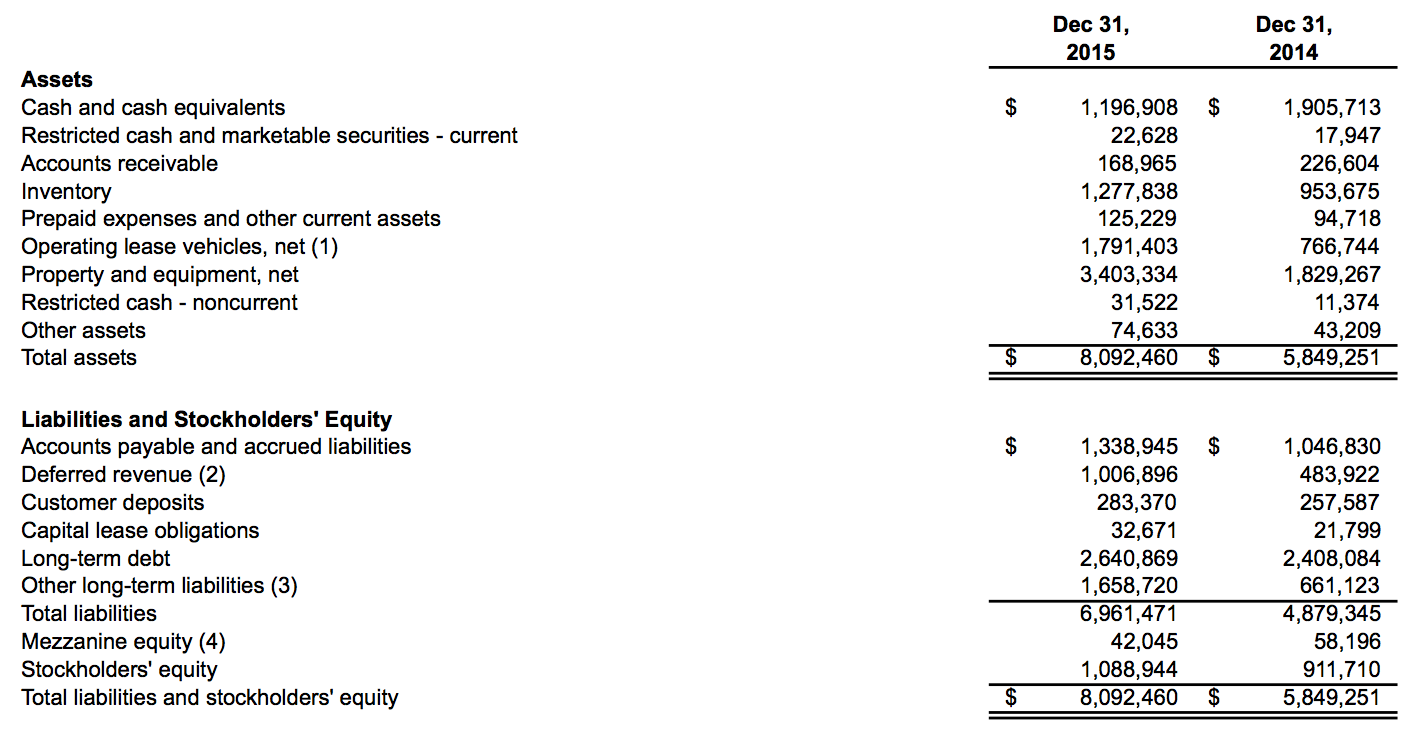 Dec 31, Dec 31,
2015 2014
Assets
Cash and cash equivalents $ 1,196,908 $ 1,905,713
Restricted cash and marketable securities - current 22,628 17,947
Accounts receivable 168,965 226,604
Inventory 1,277,838 953,675
Prepaid expenses and other current assets 125,229 94,718
Operating lease vehicles, net (1) 1,791,403 766,744
Property and equipment, net 3,403,334 1,829,267
Restricted cash - noncurrent 31,522 11,374
Other assets 74,633 43,209
Total assets $ 8,092,460 $ 5,849,251
Liabilities and Stockholders' Equity
Accounts payable and accrued liabilities $ 1,338,945 $ 1,046,830
Deferred revenue (2) 1,006,896 483,922
Customer deposits 283,370 257,587
Capital lease obligations 32,671 21,799
Long-term debt 2,640,869 2,408,084
Other long-term liabilities (3) 1,658,720 661,123
Total liabilities 6,961,471 4,879,345
Mezzanine equity (4) 42,045 58,196
Stockholders' equity 1,088,944 911,710
Total liabilities and stockholders' equity $ 8,092,460 $ 5,849,251